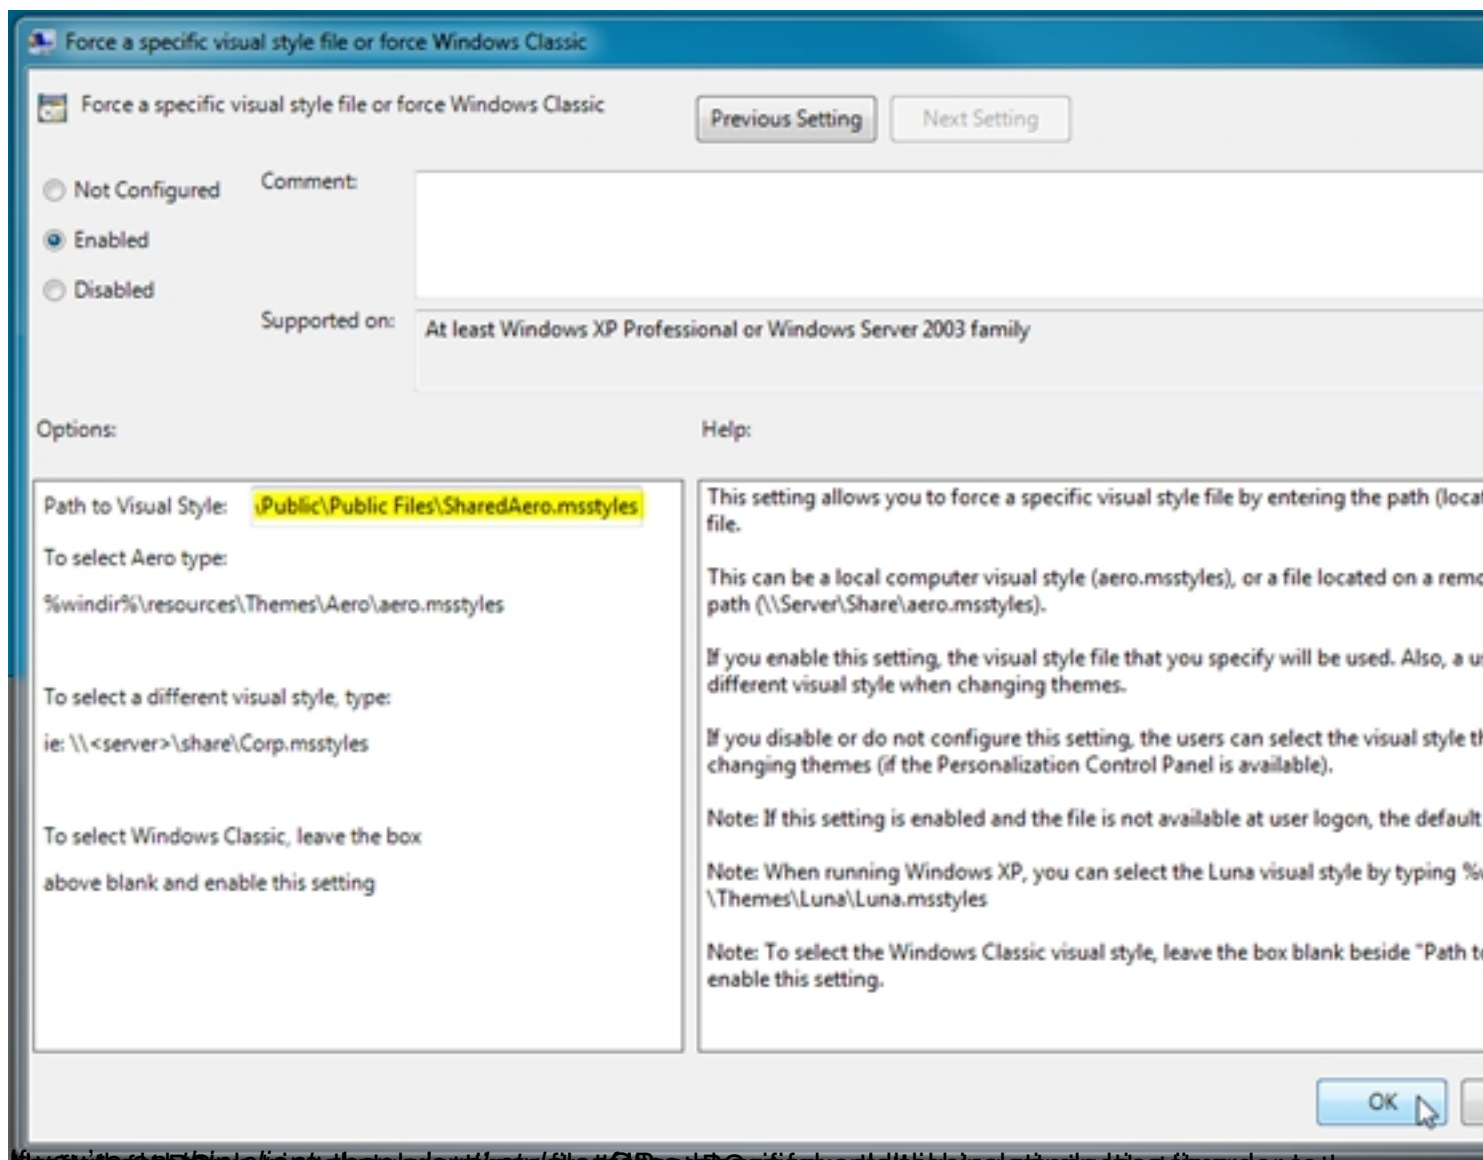 Force a specific visual style file or force Windows Classic
Force a specific visual style file or force Windows Classic
Previous Setting
Next Setting
Not Configured
Enabled
Disabled
Comment:
Supported on:
At least Windows XP Professional or Windows Server 2003 family
Options:
Help:
Path to Visual Style: \Public\Public Files\SharedAero.msstyles
To select Aero type:
%windir%\resources\Themes\Aero\aero.msstyles
To select a different visual style, type:
ie: \\<server>\share\Corp.msstyles
To select Windows Classic, leave the box
above blank and enable this setting
This setting allows you to force a specific visual style file by entering the path (locat
file.
This can be a local computer visual style (aero.msstyles), or a file located on a remo
path (\\Server\Share\aero.msstyles).
If you enable this setting, the visual style file that you specify will be used. Also, a us
different visual style when changing themes.
If you disable or do not configure this setting, the users can select the visual style th
changing themes (if the Personalization Control Panel is available).
Note: If this setting is enabled and the file is not available at user logon, the default
Note: When running Windows XP, you can select the Luna visual style by typing %w
\Themes\Luna\Luna.msstyles
Note: To select the Windows Classic visual style, leave the box blank beside "Path to
enable this setting.
OK